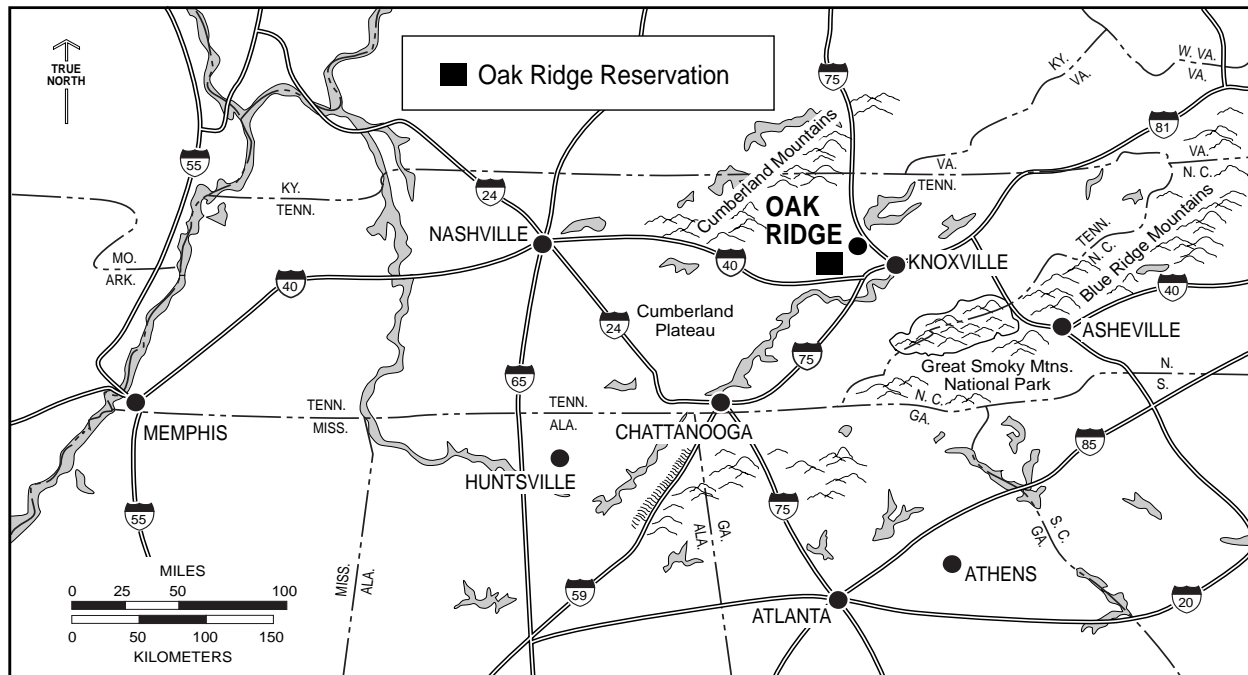 TRUE
NORTH
Oak Ridge Reservation
KY.
VA.
W. VA.
VA.
75
81
55
24
Cumberland Mountains
VA.
TENN.
VA.
N. C.
KY.
TENN.
OAK
RIDGE
TENN.
N. C.
Blue Ridge Mountains
NASHVILLE
MO.
ARK.
40
40
KNOXVILLE
40
24
Cumberland
Plateau
75
ASHEVILLE
Great Smoky Mtns.
National Park
65
N.
S.
N. C.
GA.
TENN.
MISS.
TENN.
ALA.
MEMPHIS
CHATTANOOGA
85
HUNTSVILLE
55
75
S. C.
GA.
GA.
ALA.
MISS.
ALA.
ATHENS
59
20
ATLANTA
MILES
0 25 50 100
0 50 100 150
KILOMETERS